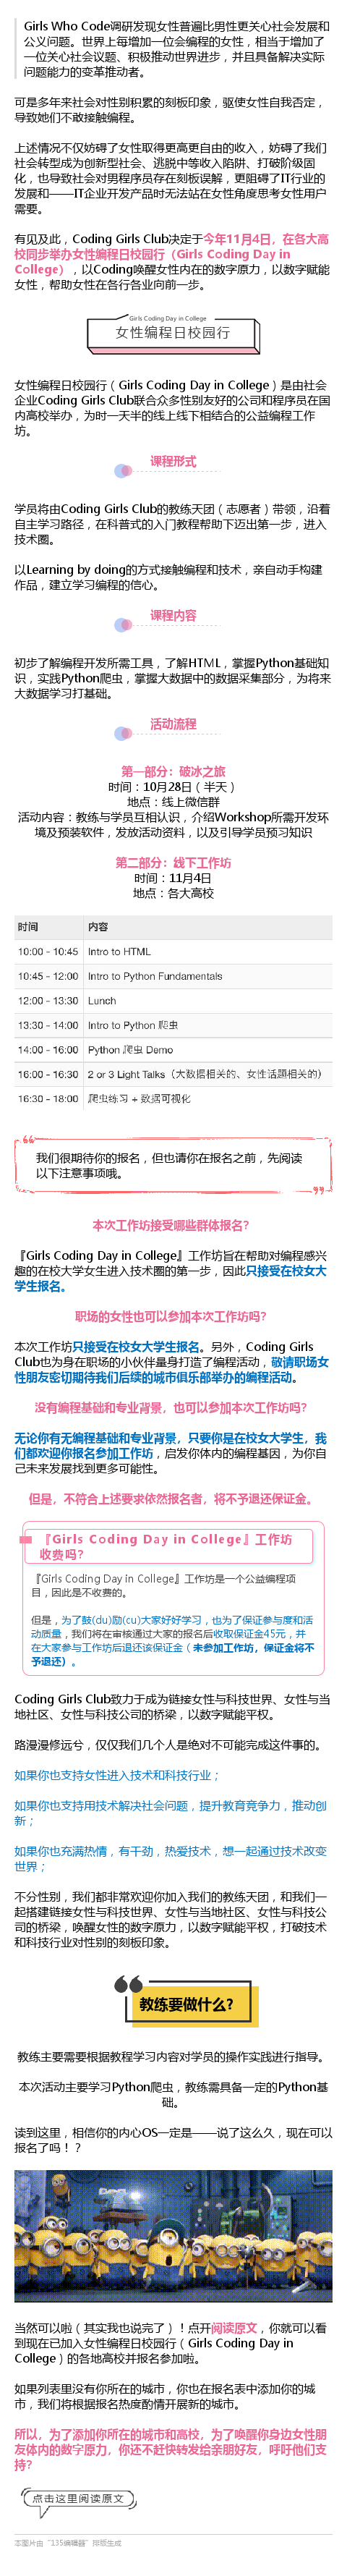 Girls Who Code调研发现女性普遍比男性更关心社会发展和
公义问题。世界上每增加一位会编程的女性，相当于增加了
一位关心社会议题、积极推动世界进步，并且具备解决实际
问题能力的变革推动者。
可是多年来社会对性别积累的刻板印象，驱使女性自我否定，
导致她们不敢接触编程。
上述情况不仅妨碍了女性取得更高更自由的收入，妨碍了我们
社会转型成为创新型社会、逃脱中等收入陷阱、打破阶级固
化，也导致社会对男程序员存在刻板误解，更阻碍了IT行业的
发展和——IT企业开发产品时无法站在女性角度思考女性用户
需要。
有见及此，Coding Girls Club决定于今年11月4日，在各大高
校同步举办女性编程日校园行（Girls Coding Day in
College），以Coding唤醒女性内在的数字原力，以数字赋能
女性，帮助女性在各行各业向前一步。
Girls Coding Day in College
女性编程日校园行
女性编程日校园行（Girls Coding Day in College）是由社会
企业Coding Girls Club联合众多性别友好的公司和程序员在国
内高校举办，为时一天半的线上线下相结合的公益编程工作
坊。
课程形式
学员将由Coding Girls Club的教练天团（志愿者）带领，沿着
自主学习路径，在科普式的入门教程帮助下迈出第一步，进入
技术圈。
以Learning by doing的方式接触编程和技术，亲自动手构建
作品，建立学习编程的信心。
课程内容
初步了解编程开发所需工具，了解HTML，掌握Python基础知
识，实践Python爬虫，掌握大数据中的数据采集部分，为将来
大数据学习打基础。
活动流程
第一部分：破冰之旅
时间：10月28日（半天）
地点：线上微信群
活动内容：教练与学员互相认识，介绍Workshop所需开发环
境及预装软件，发放活动资料，以及引导学员预习知识
第二部分：线下工作坊
时间：11月4日
地点：各大高校
时间 内容
10:00 - 10:45 Intro to HTML
10:45 - 12:00 Intro to Python Fundamentals
12:00 - 13:30 Lunch
13:30 - 14:00 Intro to Python 爬虫
14:00 - 16:00 Python 爬虫 Demo
16:00 - 16:30 2 or 3 Light Talks（大数据相关的、女性话题相关的）
16:30 - 18:00 爬虫练习 + 数据可视化
我们很期待你的报名，但也请你在报名之前，先阅读
以下注意事项哦。
本次工作坊接受哪些群体报名？
『Girls Coding Day in College』工作坊旨在帮助对编程感兴
趣的在校大学女生进入技术圈的第一步，因此只接受在校女大
学生报名。
职场的女性也可以参加本次工作坊吗？
本次工作坊只接受在校女大学生报名。另外，Coding Girls
Club也为身在职场的小伙伴量身打造了编程活动，敬请职场女
性朋友密切期待我们后续的城市俱乐部举办的编程活动。
没有编程基础和专业背景，也可以参加本次工作坊吗？
无论你有无编程基础和专业背景，只要你是在校女大学生，我
们都欢迎你报名参加工作坊，启发你体内的编程基因，为你自
己未来发展找到更多可能性。
但是，不符合上述要求依然报名者，将不予退还保证金。
『Girls Coding Day in College』工作坊
收费吗？
『Girls Coding Day in College』工作坊是一个公益编程项
目，因此是不收费的。
但是，为了鼓(du)励(cu)大家好好学习，也为了保证参与度和活
动质量，我们将在审核通过大家的报名后收取保证金45元，并
在大家参与工作坊后退还该保证金（未参加工作坊，保证金将不
予退还）。
Coding Girls Club致力于成为链接女性与科技世界、女性与当
地社区、女性与科技公司的桥梁，以数字赋能平权。
路漫漫修远兮，仅仅我们几个人是绝对不可能完成这件事的。
如果你也支持女性进入技术和科技行业；
如果你也支持用技术解决社会问题，提升教育竞争力，推动创
新；
如果你也充满热情，有干劲，热爱技术，想一起通过技术改变
世界；
不分性别，我们都非常欢迎你加入我们的教练天团，和我们一
起搭建链接女性与科技世界、女性与当地社区、女性与科技公
司的桥梁，唤醒女性的数字原力，以数字赋能平权，打破技术
和科技行业对性别的刻板印象。
教练要做什么?
教练主要需要根据教程学习内容对学员的操作实践进行指导。
本次活动主要学习Python爬虫，教练需具备一定的Python基
础。
读到这里，相信你的内心OS一定是——说了这么久，现在可以
报名了吗！？
当然可以啦（其实我也说完了）！点开阅读原文，你就可以看
到现在已加入女性编程日校园行（Girls Coding Day in
College）的各地高校并报名参加啦。
如果列表里没有你所在的城市，你也在报名表中添加你的城
市，我们将根据报名热度酌情开展新的城市。
所以，为了添加你所在的城市和高校，为了唤醒你身边女性朋
友体内的数字原力，你还不赶快转发给亲朋好友，呼吁他们支
持？
点击这里阅读原文
本图片由“135编辑器”排版生成